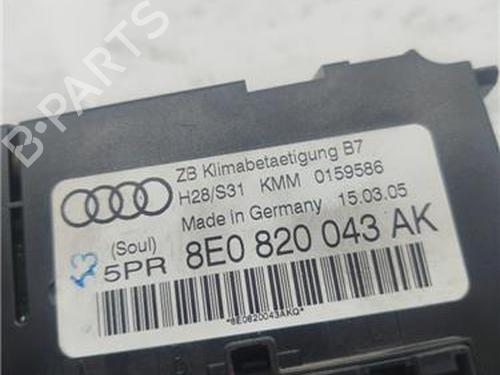 B-PARTS
ZB Klimabetaetigung B7
H28/S31 KMM 0159586
Made in Germany 15.03.05
(Soul)
5PR 8E0 820 043 AK
*8E0820043AKQ*